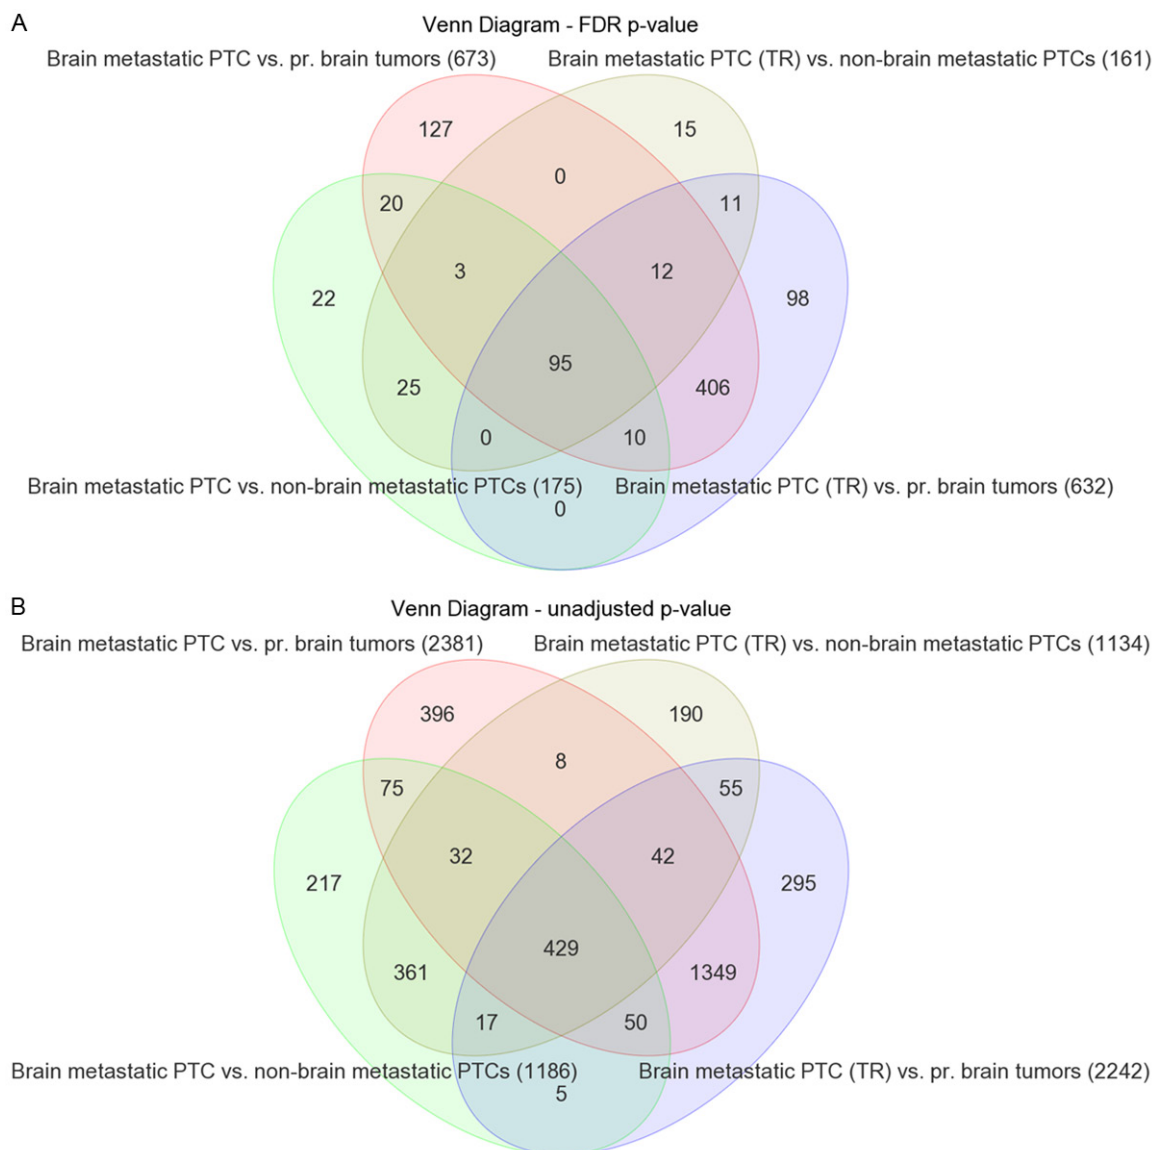 A
Venn Diagram - FDR p-value
Brain metastatic PTC vs. pr. brain tumors (673)
Brain metastatic PTC (TR) vs. non-brain metastatic PTCs (161)
127
15
0
20
11
3
12
22
98
95
25
406
0
10
Brain metastatic PTC vs. non-brain metastatic PTCs (175)
Brain metastatic PTC (TR) vs. pr. brain tumors (632)
0
B
Venn Diagram - unadjusted p-value
Brain metastatic PTC vs. pr. brain tumors (2381)
Brain metastatic PTC (TR) vs. non-brain metastatic PTCs (1134)
396
190
8
75
55
32
42
217
295
429
361
1349
17
50
Brain metastatic PTC vs. non-brain metastatic PTCs (1186)
Brain metastatic PTC (TR) vs. pr. brain tumors (2242)
5